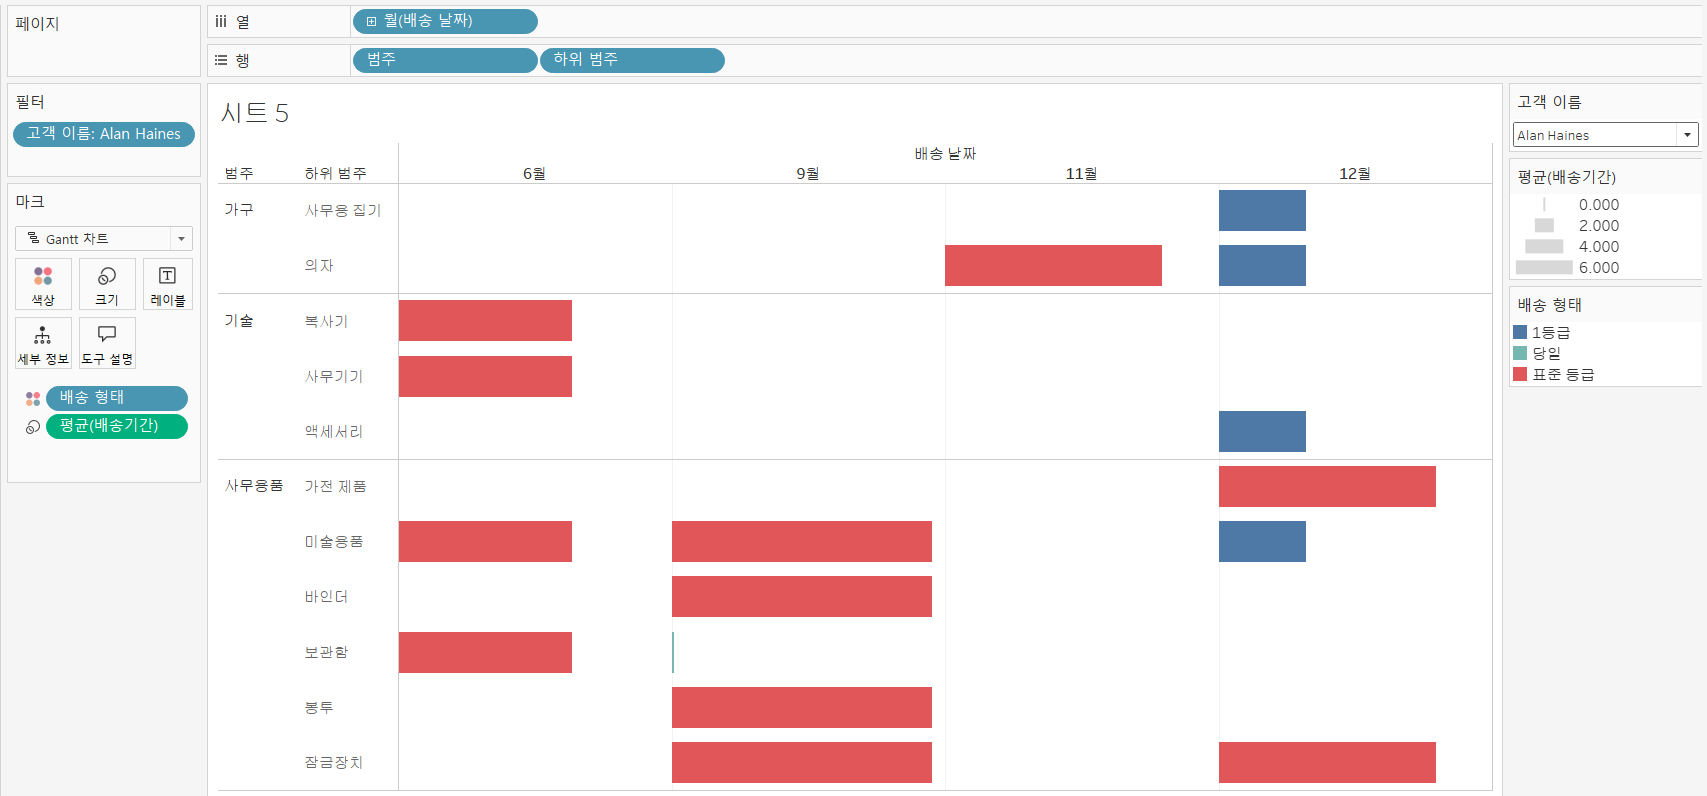 페이지
열
월(배송 날짜)
행
범주
하위 범주
필터
고객 이름: Alan Haines
마크
Gantt 차트
색상
크기
레이블
세부 정보
도구 설명
배송 형태
평균(배송기간)
시트 5
배송 날짜
범주
하위 범주
6월
9월
11월
12월
가구
사무용 집기
의자
기술
복사기
사무기기
액세서리
사무용품
가전 제품
미술용품
바인더
보관함
봉투
잠금장치
고객 이름
Alan Haines
평균(배송기간)
0.000
2.000
4.000
6.000
배송 형태
1등급
당일
표준 등급